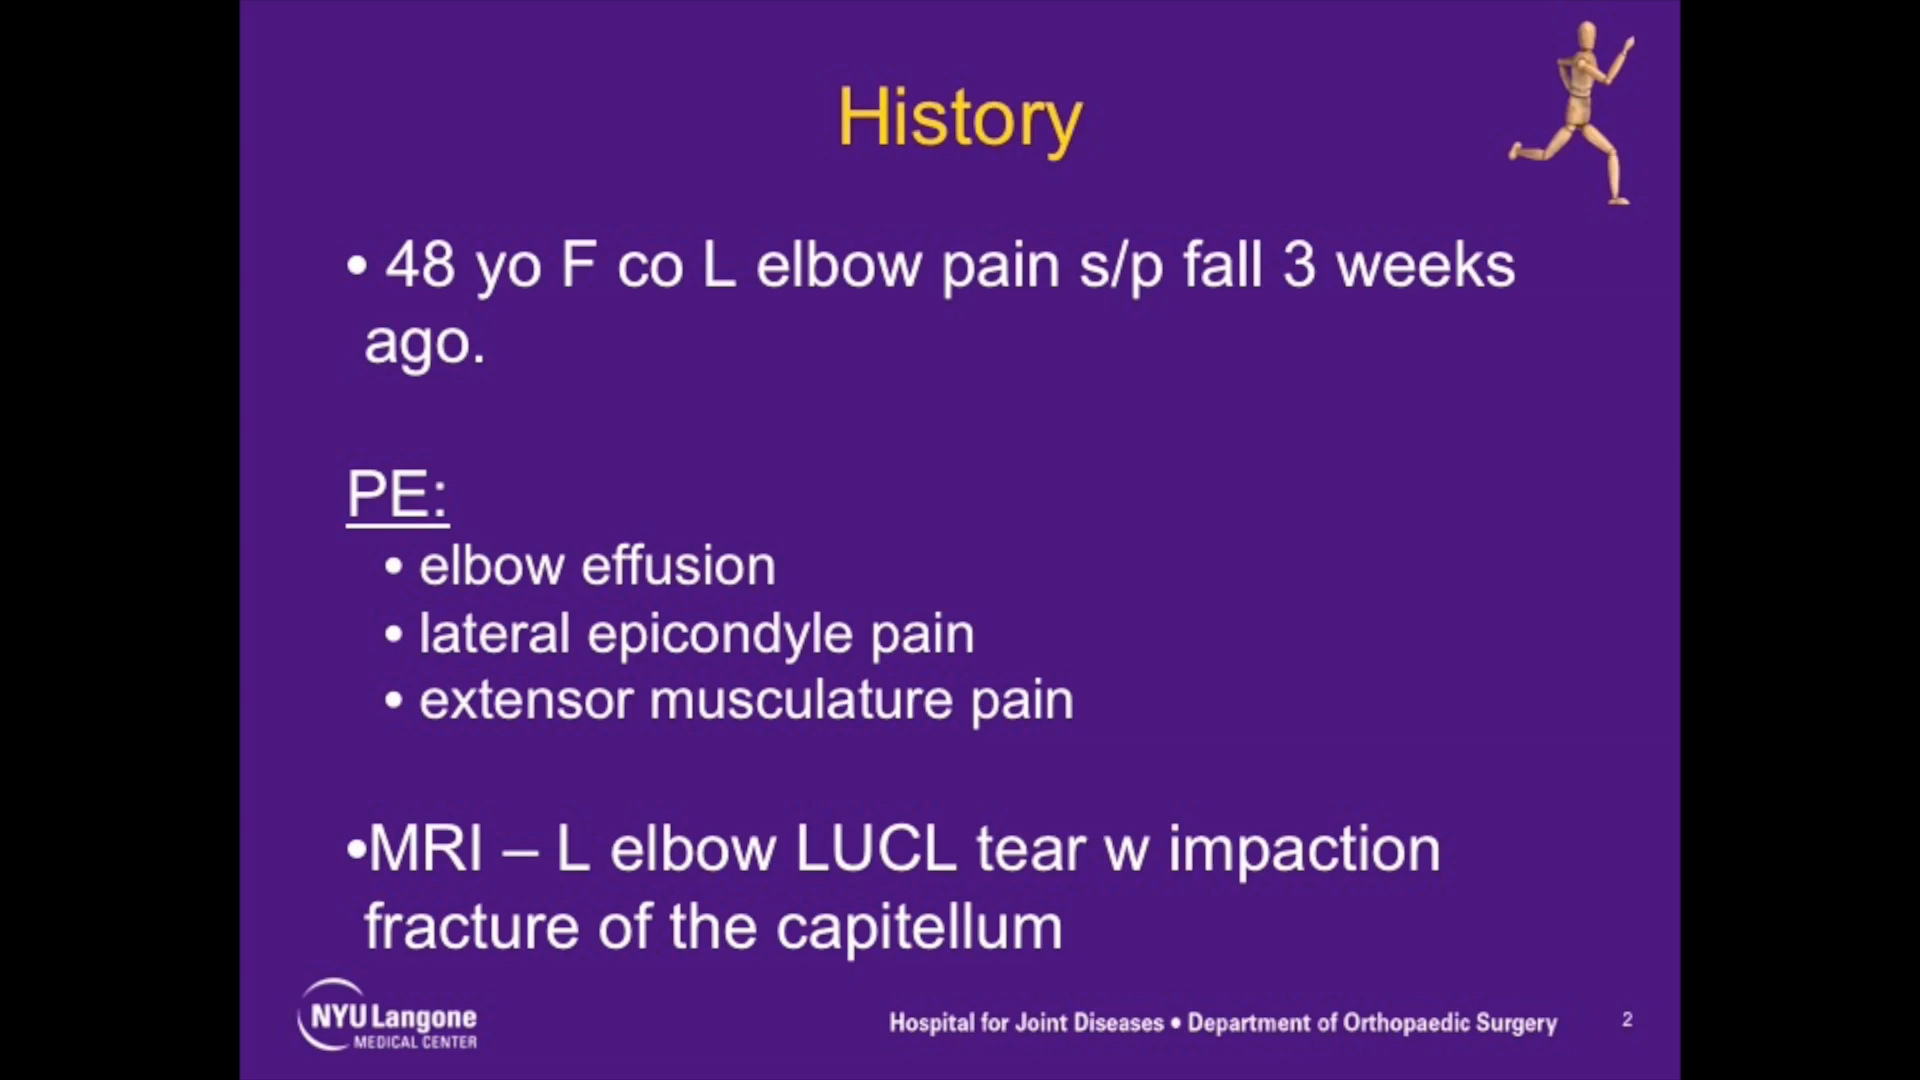 History
• 48 yo F co L elbow pain s/p fall 3 weeks
ago.
PE:
• elbow effusion
• lateral epicondyle pain
• extensor musculature pain
•MRI – L elbow LUCL tear w impaction
fracture of the capitellum
NYU Langone
MEDICAL CENTER
Hospital for Joint Diseases • Department of Orthopaedic Surgery
2